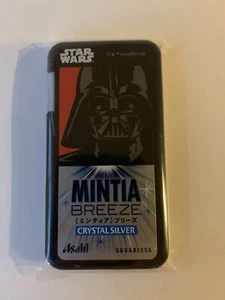 STAR
WARS
MINTIA
BREEZE
[ミンティア]ブリーズ
CRYSTAL SILVER
Asahi
SUGARLESS